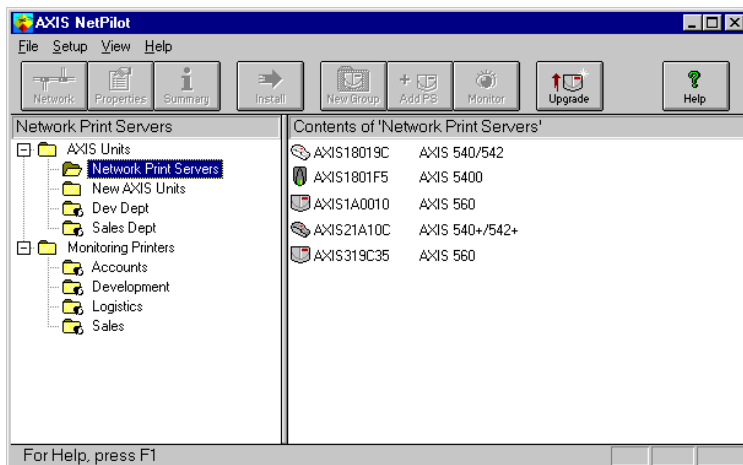 AXIS NetPilot
File Setup View Help
Network Properties Summary Install New Group Add PS Monitor Upgrade Help
Network Print Servers
Contents of 'Network Print Servers'
AXIS Units
Network Print Servers
New AXIS Units
Dev Dept
Sales Dept
Monitoring Printers
Accounts
Development
Logistics
Sales
AXIS18019C AXIS 540/542
AXIS1801F5 AXIS 5400
AXIS1A0010 AXIS 560
AXIS21A10C AXIS 540+/542+
AXIS319C35 AXIS 560
For Help, press F1